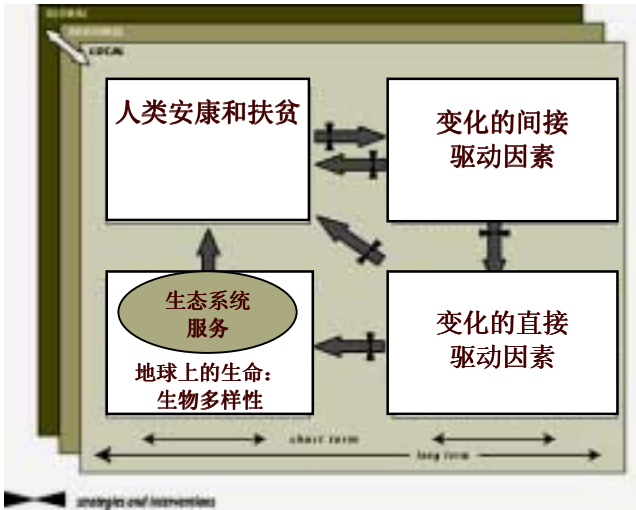 GLOBAL
REGIONAL
LOCAL
人类安康和扶贫
变化的间接
驱动因素
生态系统
服务
地球上的生命：
生物多样性
变化的直接
驱动因素
short term
long term
strategies and interventions